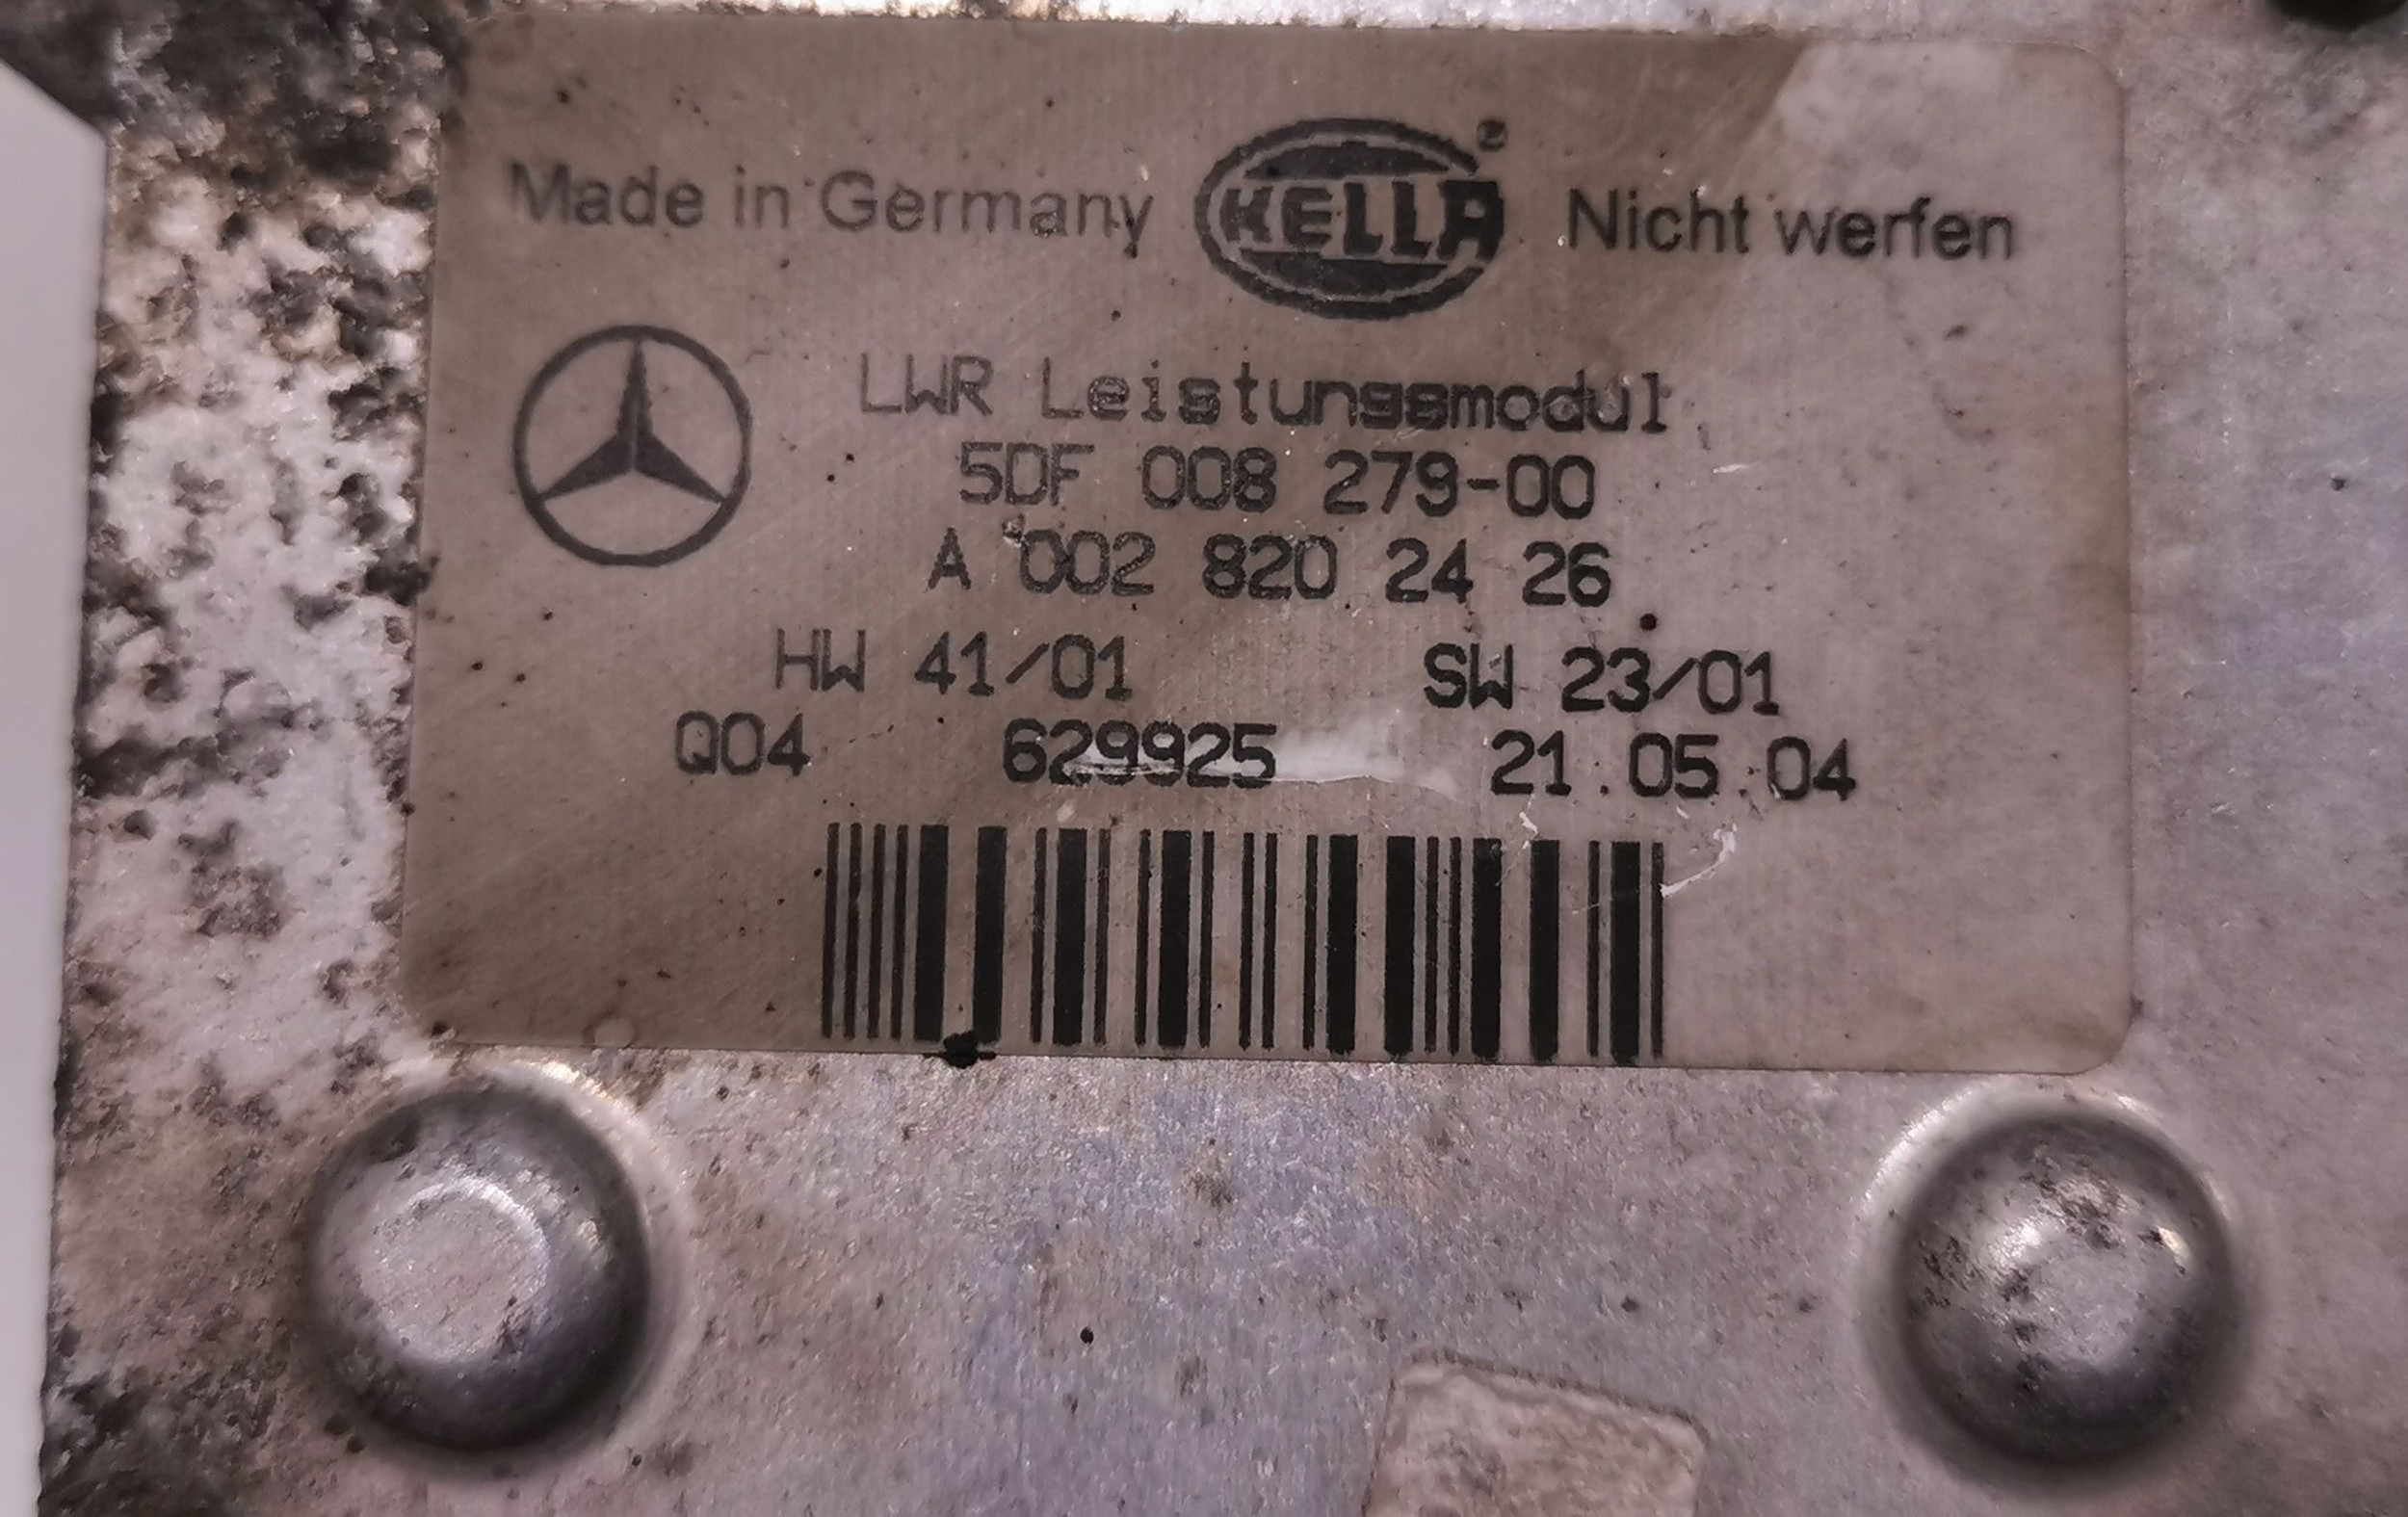 Made in Germany HELLA® Nicht werfen
LWR Leistungsmodul
5DF 008 279-00
A 002 820 24 26
HW 41/01 SW 23/01
Q04 629925 21.05.04